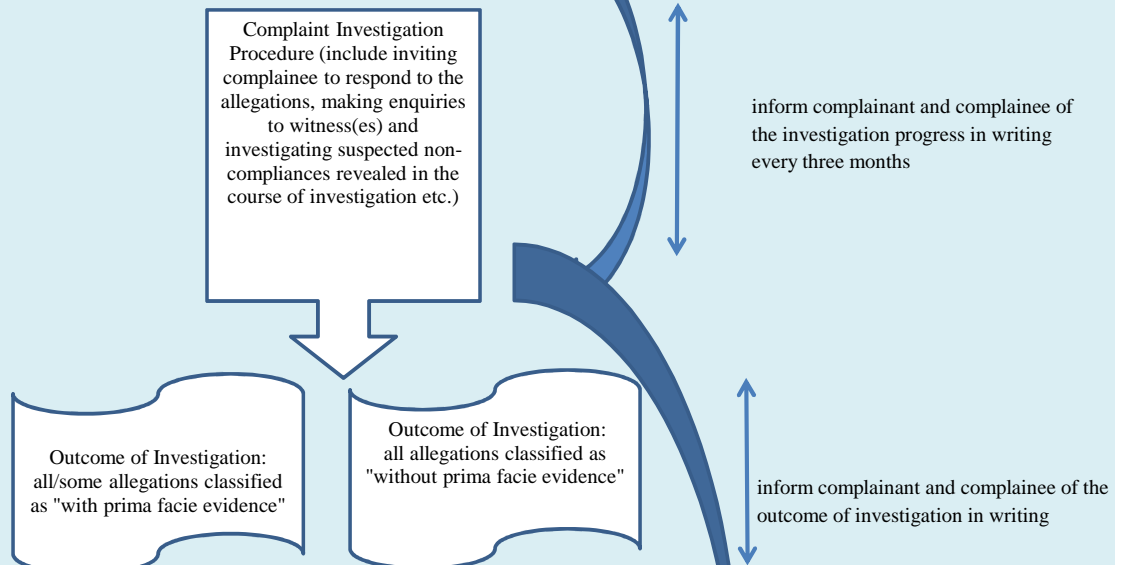 Complaint Investigation
Procedure (include inviting
complainee to respond to the
allegations, making enquiries
to witness(es) and
investigating suspected non-
compliances revealed in the
course of investigation etc.)
inform complainant and complainee of
the investigation progress in writing
every three months
Outcome of Investigation:
all/some allegations classified
as "with prima facie evidence"
Outcome of Investigation:
all allegations classified as
"without prima facie evidence"
inform complainant and complainee of the
outcome of investigation in writing